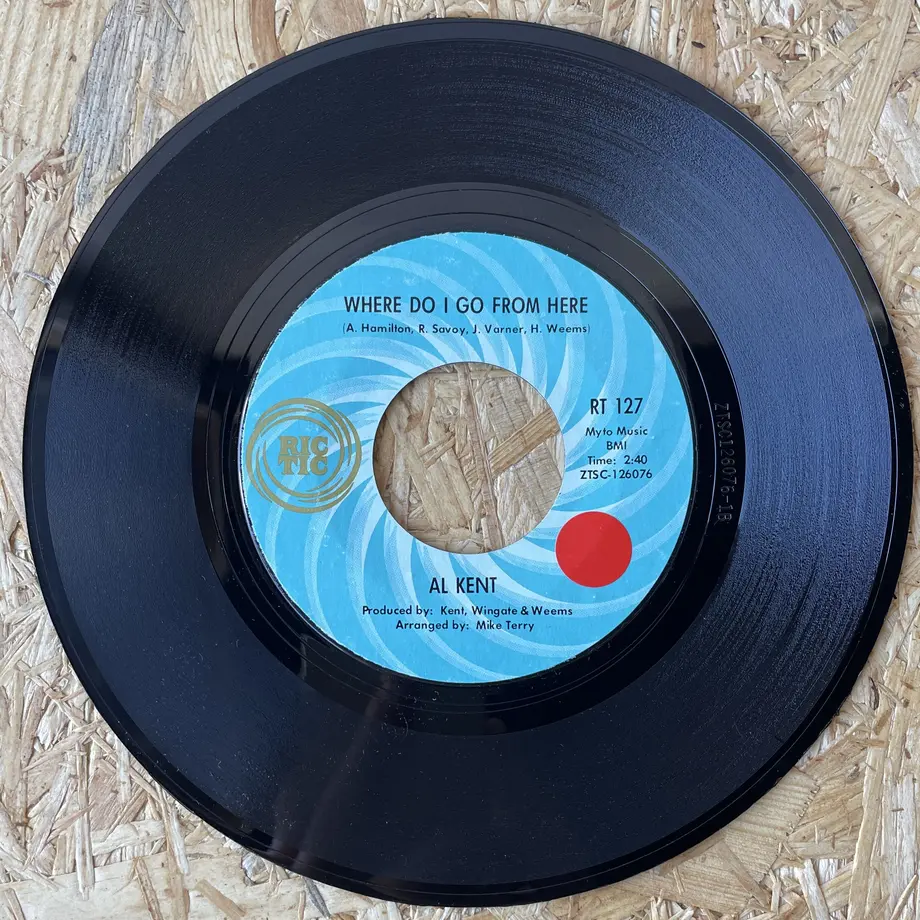 WHERE DO I GO FROM HERE
(A. Hamilton, R. Savoy, J. Varner, H. Weems)
RIC
TIC
RT 127
Myto Music
BMI
Time: 2:40
ZTSC-126076
AL KENT
Produced by: Kent, Wingate & Weems
Arranged by: Mike Terry
ZTSC126076-1B